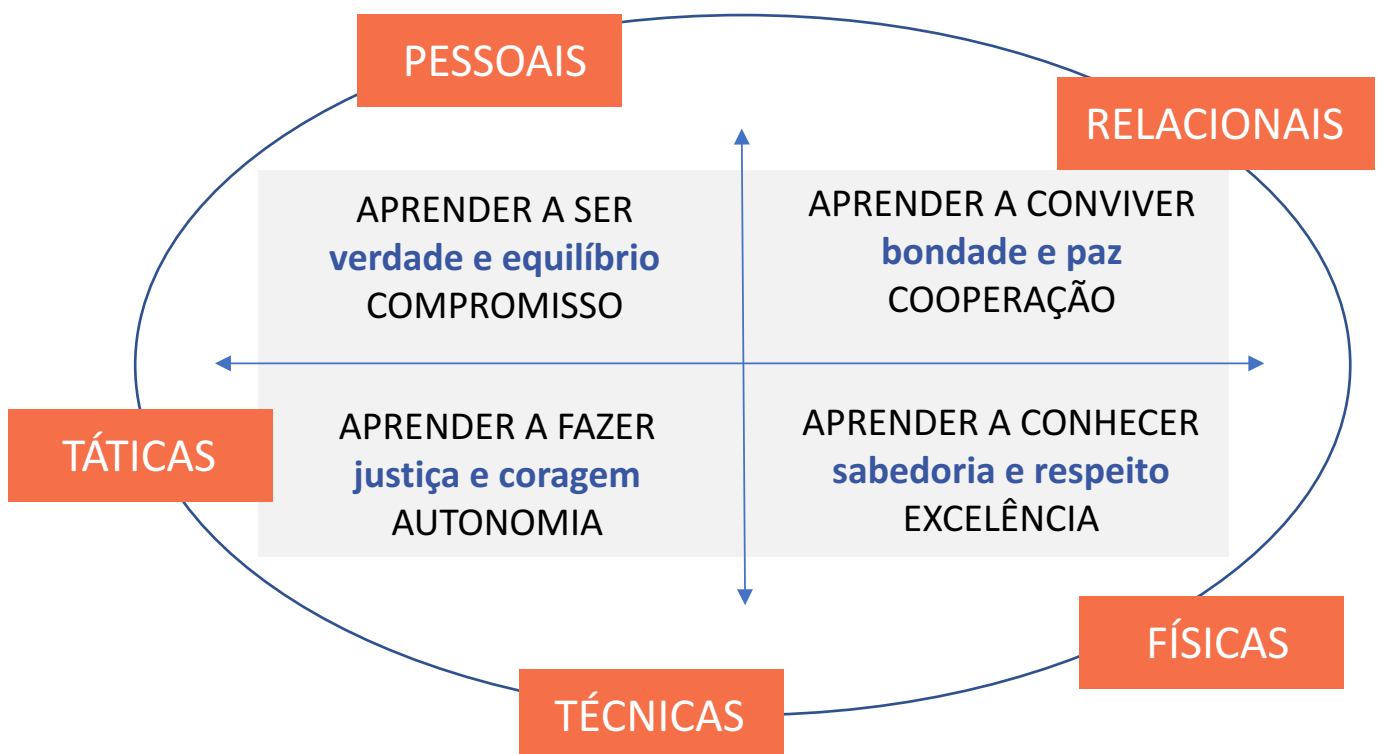 PESSOAIS
RELACIONAIS
APRENDER A SER
verdade e equilíbrio
COMPROMISSO
APRENDER A CONVIVER
bondade e paz
COOPERAÇÃO
TÁTICAS
APRENDER A FAZER
justiça e coragem
AUTONOMIA
APRENDER A CONHECER
sabedoria e respeito
EXCELÊNCIA
FÍSICAS
TÉCNICAS